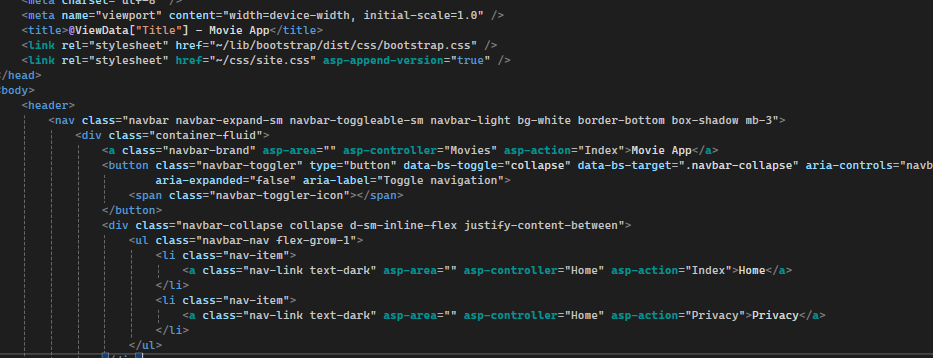 <meta charset="utf-8" />
<meta name="viewport" content="width=device-width, initial-scale=1.0" />
<title>@ViewData["Title"] - Movie App</title>
<link rel="stylesheet" href="~/lib/bootstrap/dist/css/bootstrap.css" />
<link rel="stylesheet" href="~/css/site.css" asp-append-version="true" />
</head>
<body>
<header>
<nav class="navbar navbar-expand-sm navbar-toggleable-sm navbar-light bg-white border-bottom box-shadow mb-3">
<div class="container-fluid">
<a class="navbar-brand" asp-area="" asp-controller="Movies" asp-action="Index">Movie App</a>
<button class="navbar-toggler" type="button" data-bs-toggle="collapse" data-bs-target=".navbar-collapse" aria-controls="navb
aria-expanded="false" aria-label="Toggle navigation">
<span class="navbar-toggler-icon"></span>
</button>
<div class="navbar-collapse collapse d-sm-inline-flex justify-content-between">
<ul class="navbar-nav flex-grow-1">
<li class="nav-item">
<a class="nav-link text-dark" asp-area="" asp-controller="Home" asp-action="Index">Home</a>
</li>
<li class="nav-item">
<a class="nav-link text-dark" asp-area="" asp-controller="Home" asp-action="Privacy">Privacy</a>
</li>
</ul>
</div>